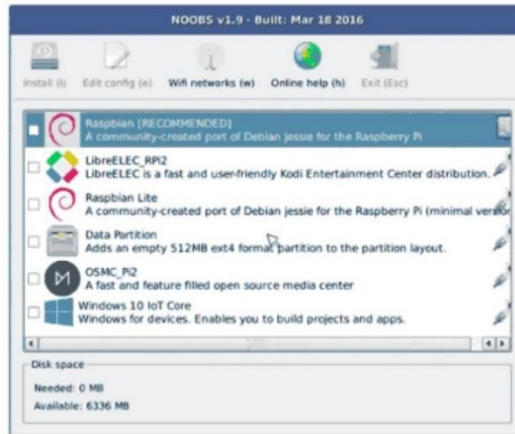 NOOBS v1.9 - Built: Mar 18 2016
Install (i) Edit config (e) Wifi networks (w) Online help (h) Exit (Esc)
Raspbian [RECOMMENDED]
A community-created port of Debian jessie for the Raspberry Pi
LibreELEC_RPi2
LibreELEC is a fast and user-friendly Kodi Entertainment Center distribution.
Raspbian Lite
A community-created port of Debian jessie for the Raspberry Pi (minimal version
Data Partition
Adds an empty 512MB ext4 format partition to the partition layout.
OSMC_Pi2
A fast and feature filled open source media center
Windows 10 IoT Core
Windows for devices. Enables you to build projects and apps.
Disk space
Needed: 0 MB
Available: 6336 MB